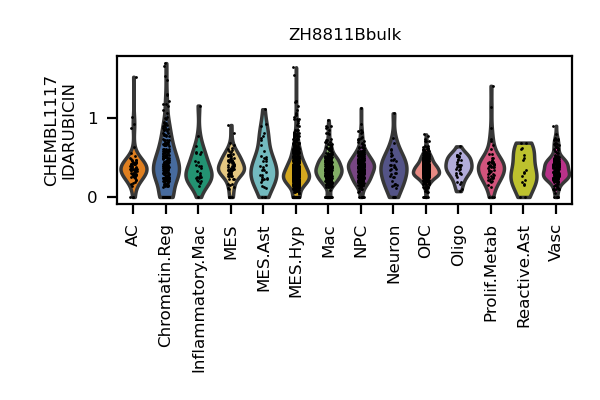 ZH8811Bbulk
CHEMBL1117
IDARUBICIN
1
0
AC
Chromatin.Reg
Inflammatory.Mac
MES
MES.Ast
MES.Hyp
Mac
NPC
Neuron
OPC
Oligo
Prolif.Metab
Reactive.Ast
Vasc